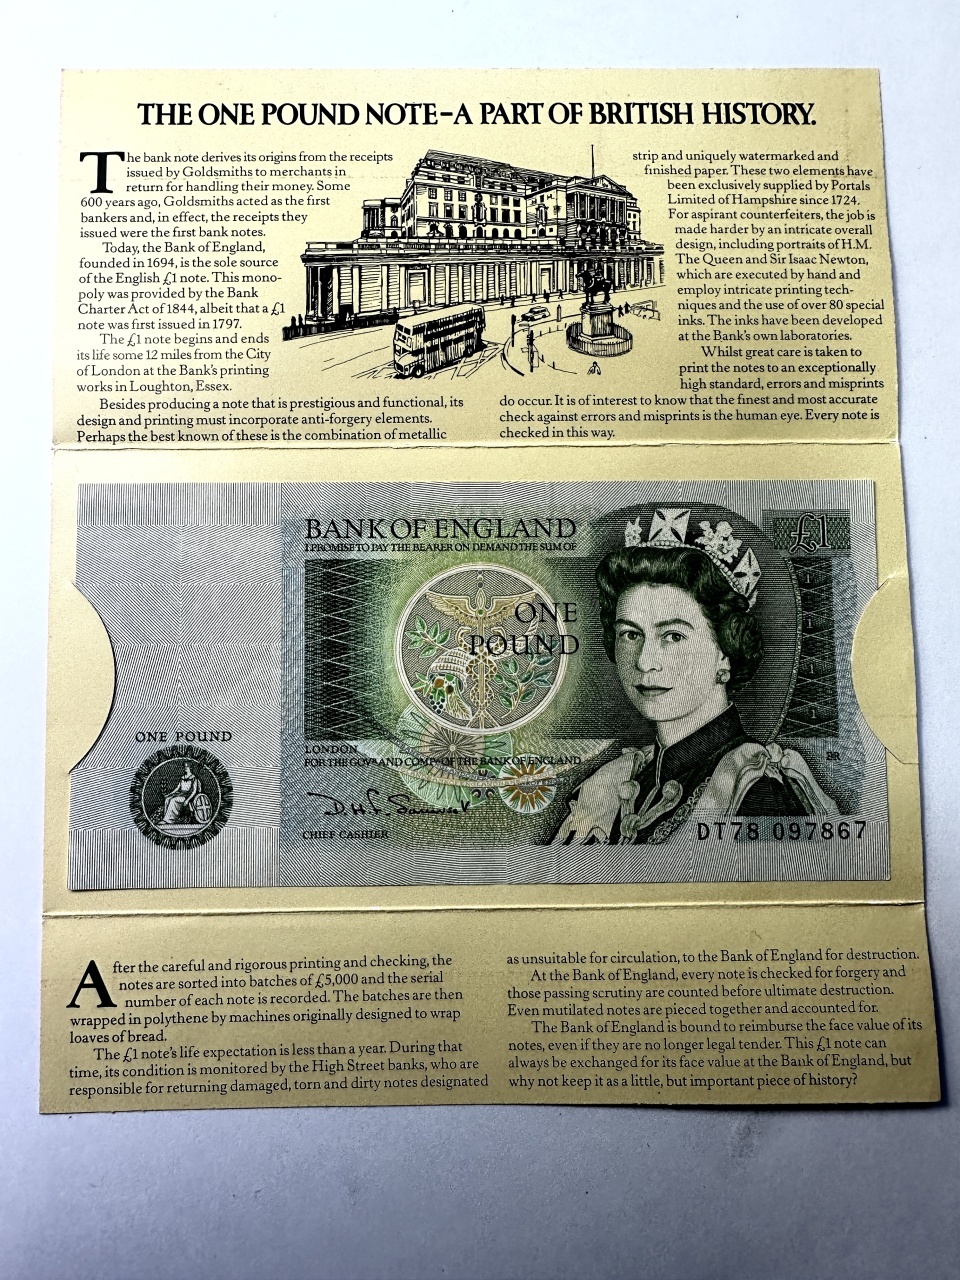 THE ONE POUND NOTE–A PART OF BRITISH HISTORY.
The bank note derives its origins from the receipts
issued by Goldsmiths to merchants in
return for handling their money. Some
600 years ago, Goldsmiths acted as the first
bankers and, in effect, the receipts they
issued were the first bank notes.
Today, the Bank of England,
founded in 1694, is the sole source
of the English £1 note. This mono-
poly was provided by the Bank
Charter Act of 1844, albeit that a £1
note was first issued in 1797.
The £1 note begins and ends
its life some 12 miles from the City
of London at the Bank's printing
works in Loughton, Essex.
Besides producing a note that is prestigious and functional, its
design and printing must incorporate anti-forgery elements.
Perhaps the best known of these is the combination of metallic
strip and uniquely watermarked and
finished paper. These two elements have
been exclusively supplied by Portals
Limited of Hampshire since 1724.
For aspirant counterfeiters, the job is
made harder by an intricate overall
design, including portraits of H.M.
The Queen and Sir Isaac Newton,
which are executed by hand and
employ intricate printing tech-
niques and the use of over 80 special
inks. The inks have been developed
at the Bank's own laboratories.
Whilst great care is taken to
print the notes to an exceptionally
high standard, errors and misprints
do occur. It is of interest to know that the finest and most accurate
check against errors and misprints is the human eye. Every note is
checked in this way.
BANK OF ENGLAND
I PROMISE TO PAY THE BEARER ON DEMAND THE SUM OF
£1
1
1
1
1
ONE
POUND
ONE POUND
LONDON
FOR THE GOVR AND COMPA OF THE BANK OF ENGLAND
D.H.F. Somerset
CHIEF CASHIER
DT78 097867
After the careful and rigorous printing and checking, the
notes are sorted into batches of £5,000 and the serial
number of each note is recorded. The batches are then
wrapped in polythene by machines originally designed to wrap
loaves of bread.
The £1 note's life expectation is less than a year. During that
time, its condition is monitored by the High Street banks, who are
responsible for returning damaged, torn and dirty notes designated
as unsuitable for circulation, to the Bank of England for destruction.
At the Bank of England, every note is checked for forgery and
those passing scrutiny are counted before ultimate destruction.
Even mutilated notes are pieced together and accounted for.
The Bank of England is bound to reimburse the face value of its
notes, even if they are no longer legal tender. This £1 note can
always be exchanged for its face value at the Bank of England, but
why not keep it as a little, but important piece of history?